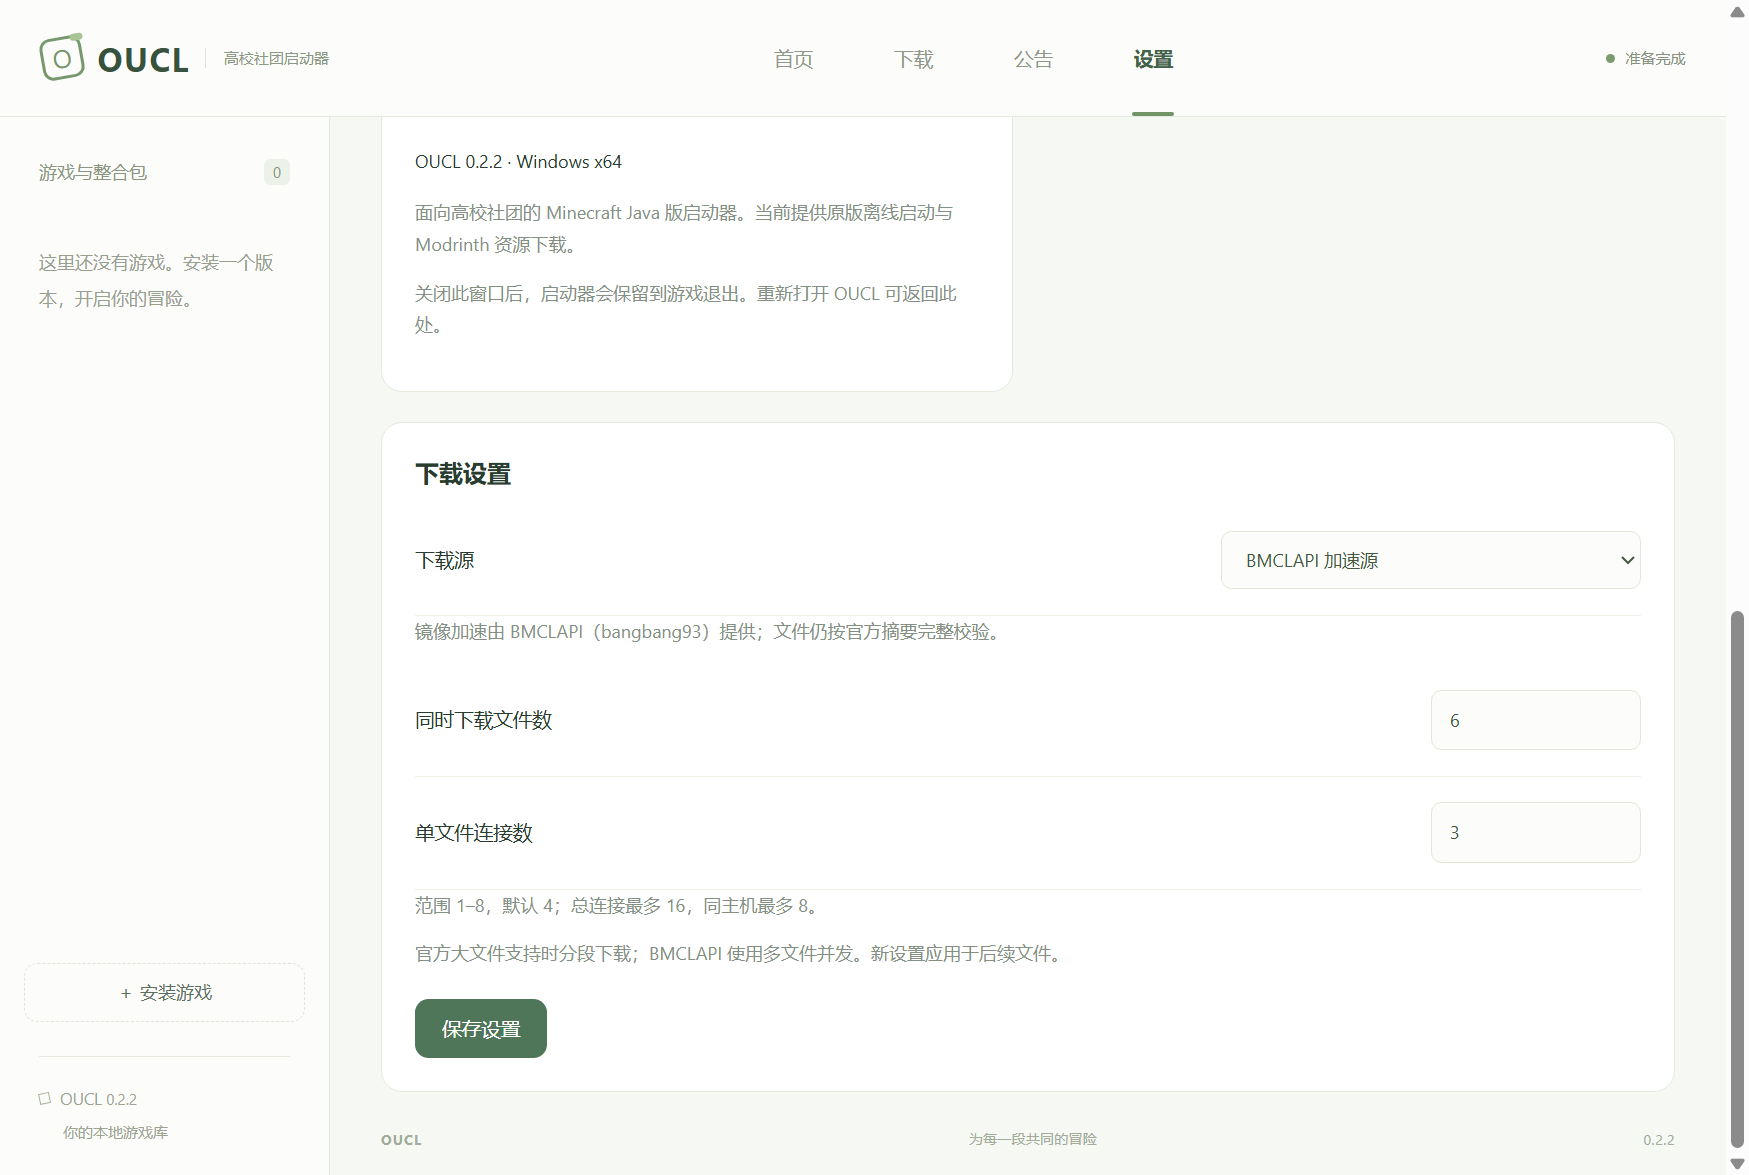 OUCL
高校社团启动器
首页
下载
公告
设置
准备完成
游戏与整合包
0
这里还没有游戏。安装一个版
本，开启你的冒险。
+ 安装游戏
OUCL 0.2.2
你的本地游戏库
OUCL 0.2.2 · Windows x64
面向高校社团的 Minecraft Java 版启动器。当前提供原版离线启动与
Modrinth 资源下载。
关闭此窗口后，启动器会保留到游戏退出。重新打开 OUCL 可返回此
处。
下载设置
下载源
BMCLAPI 加速源
镜像加速由 BMCLAPI（bangbang93）提供；文件仍按官方摘要完整校验。
同时下载文件数
6
单文件连接数
3
范围 1–8，默认 4；总连接最多 16，同主机最多 8。
官方大文件支持时分段下载；BMCLAPI 使用多文件并发。新设置应用于后续文件。
保存设置
OUCL
为每一段共同的冒险
0.2.2